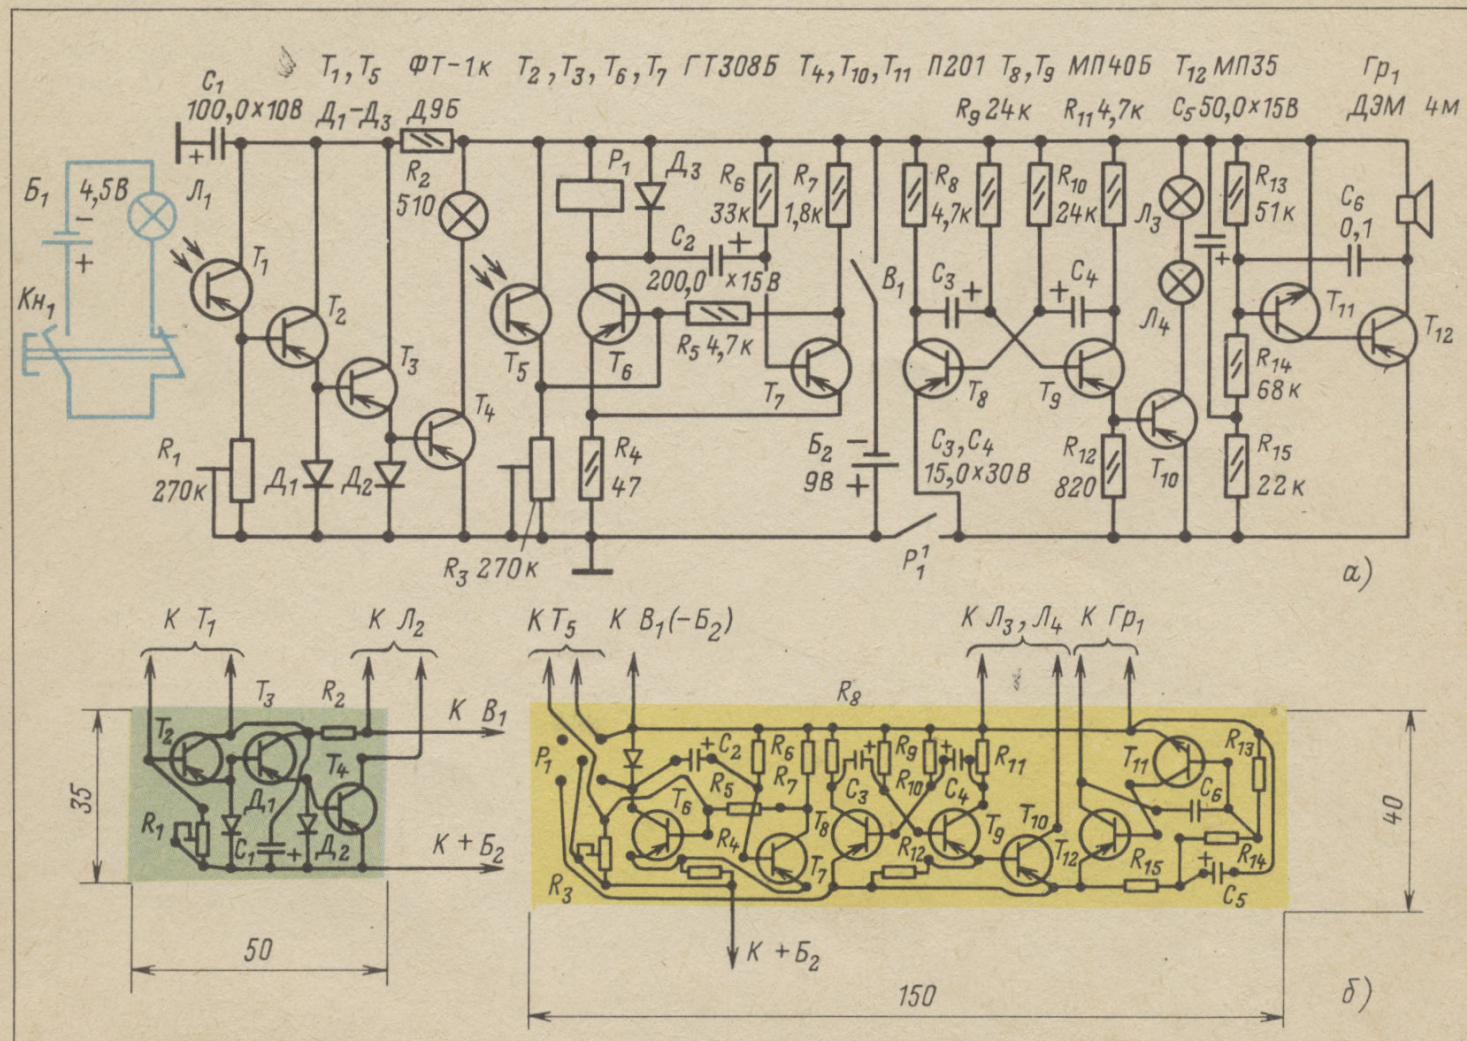 C₁ T₁, T₅ ФТ-1к T₂, T₃, T₆, T₇ ГТ308Б T₄, T₁₀, T₁₁ П201 T₈, T₉ МП40Б T₁₂ МП35 Гр₁
100,0×10В Д₁-Д₃ Д9Б R₉ 24к R₁₁ 4,7к C₅ 50,0×15В ДЭМ 4м
Б₁ 4,5В Л₁ R₂ P₁ Д₃ R₆ R₇ R₈ R₁₀ R₁₃ C₆
− + 510 33к 1,8к 4,7к 24к Л₃ 51к 0,1
+ T₁ C₂ + C₃ + + C₄ +
Кн₁ T₂ 200,0×15В В₁ Л₄ T₁₁ T₁₂
T₃ T₅ T₆ R₅ 4,7к T₇ T₈ T₉ R₁₄
T₄ 68к
R₁ Д₁ Д₂ R₄ Б₂ − C₃, C₄ R₁₂ T₁₀ R₁₅
270к 47 9В + 15,0×30В 820 22к
R₃ 270к P₁¹ а)
К T₁ К Л₂ К T₅ К В₁(−Б₂) К Л₃, Л₄ К Гр₁
T₃ R₂ К В₁ R₈
T₂ T₄ P₁ + C₂ R₆ + R₉ + R₁₁ T₁₁ R₁₃
35 Д₁ R₅ R₇ C₃ R₁₀ C₄ C₆ 40
R₁ C₁ + Д₂ К + Б₂ T₆ R₄ T₇ T₈ R₁₂ T₉ T₁₀ T₁₂ R₁₅ R₁₄
R₃ + C₅
50 К + Б₂
150 б)